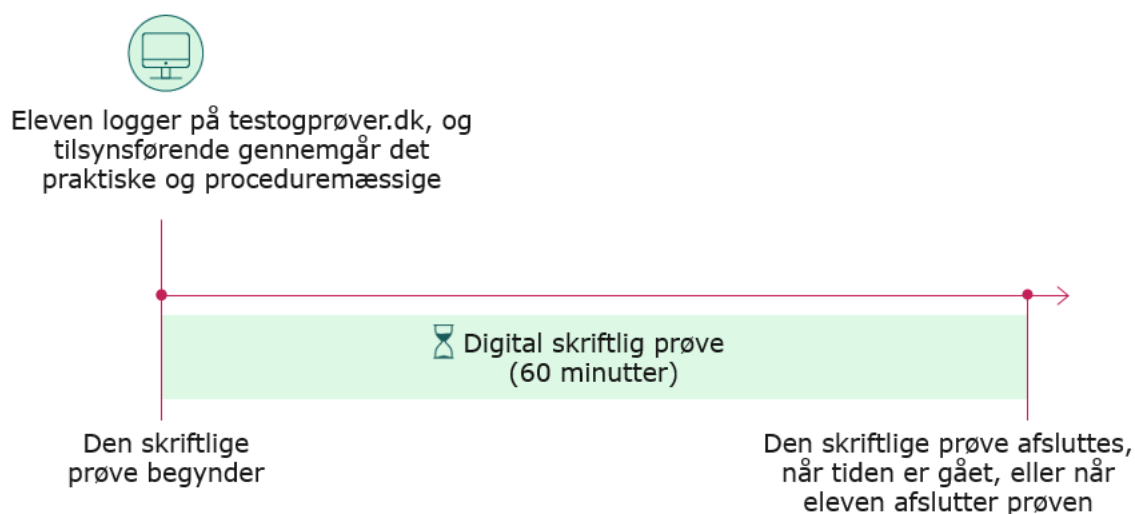 Eleven logger på testogprøver.dk, og
tilsynsførende gennemgår det
praktiske og proceduremæssige
Digital skriftlig prøve
(60 minutter)
Den skriftlige
prøve begynder
Den skriftlige prøve afsluttes,
når tiden er gået, eller når
eleven afslutter prøven